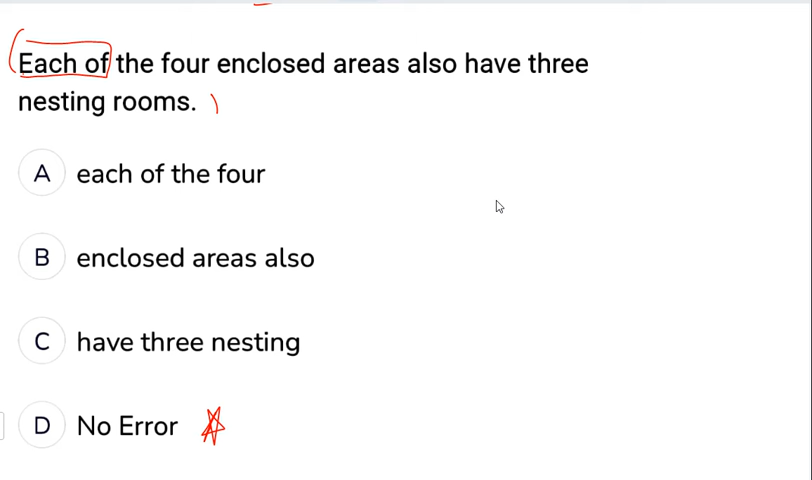 Each of the four enclosed areas also have three
nesting rooms.
A each of the four
B enclosed areas also
C have three nesting
D No Error